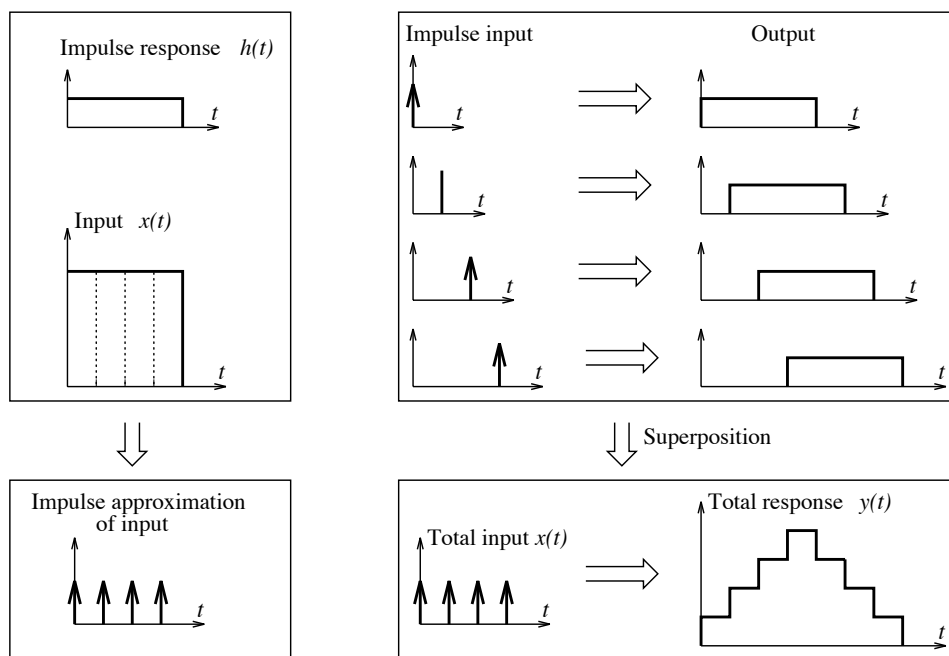 Impulse response h(t)
t
Input x(t)
t
Impulse approximation
of input
t
Impulse input
Output
t
t
t
t
t
t
t
t
Superposition
Total input x(t)
t
Total response y(t)
t